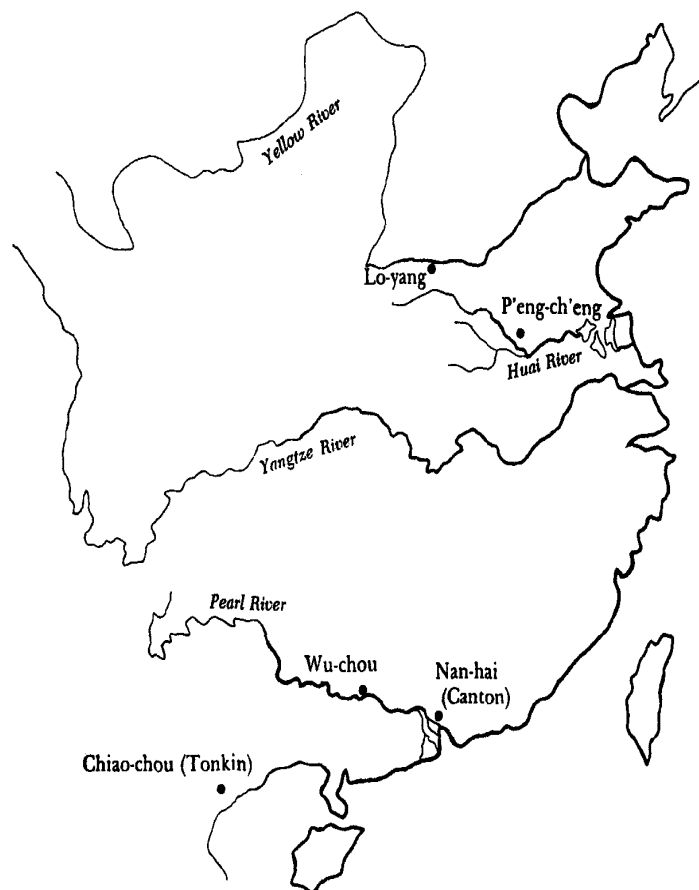 Yellow River
Lo-yang
P'eng-ch'eng
Huai River
Yangtze River
Pearl River
Wu-chou
Nan-hai
(Canton)
Chiao-chou (Tonkin)